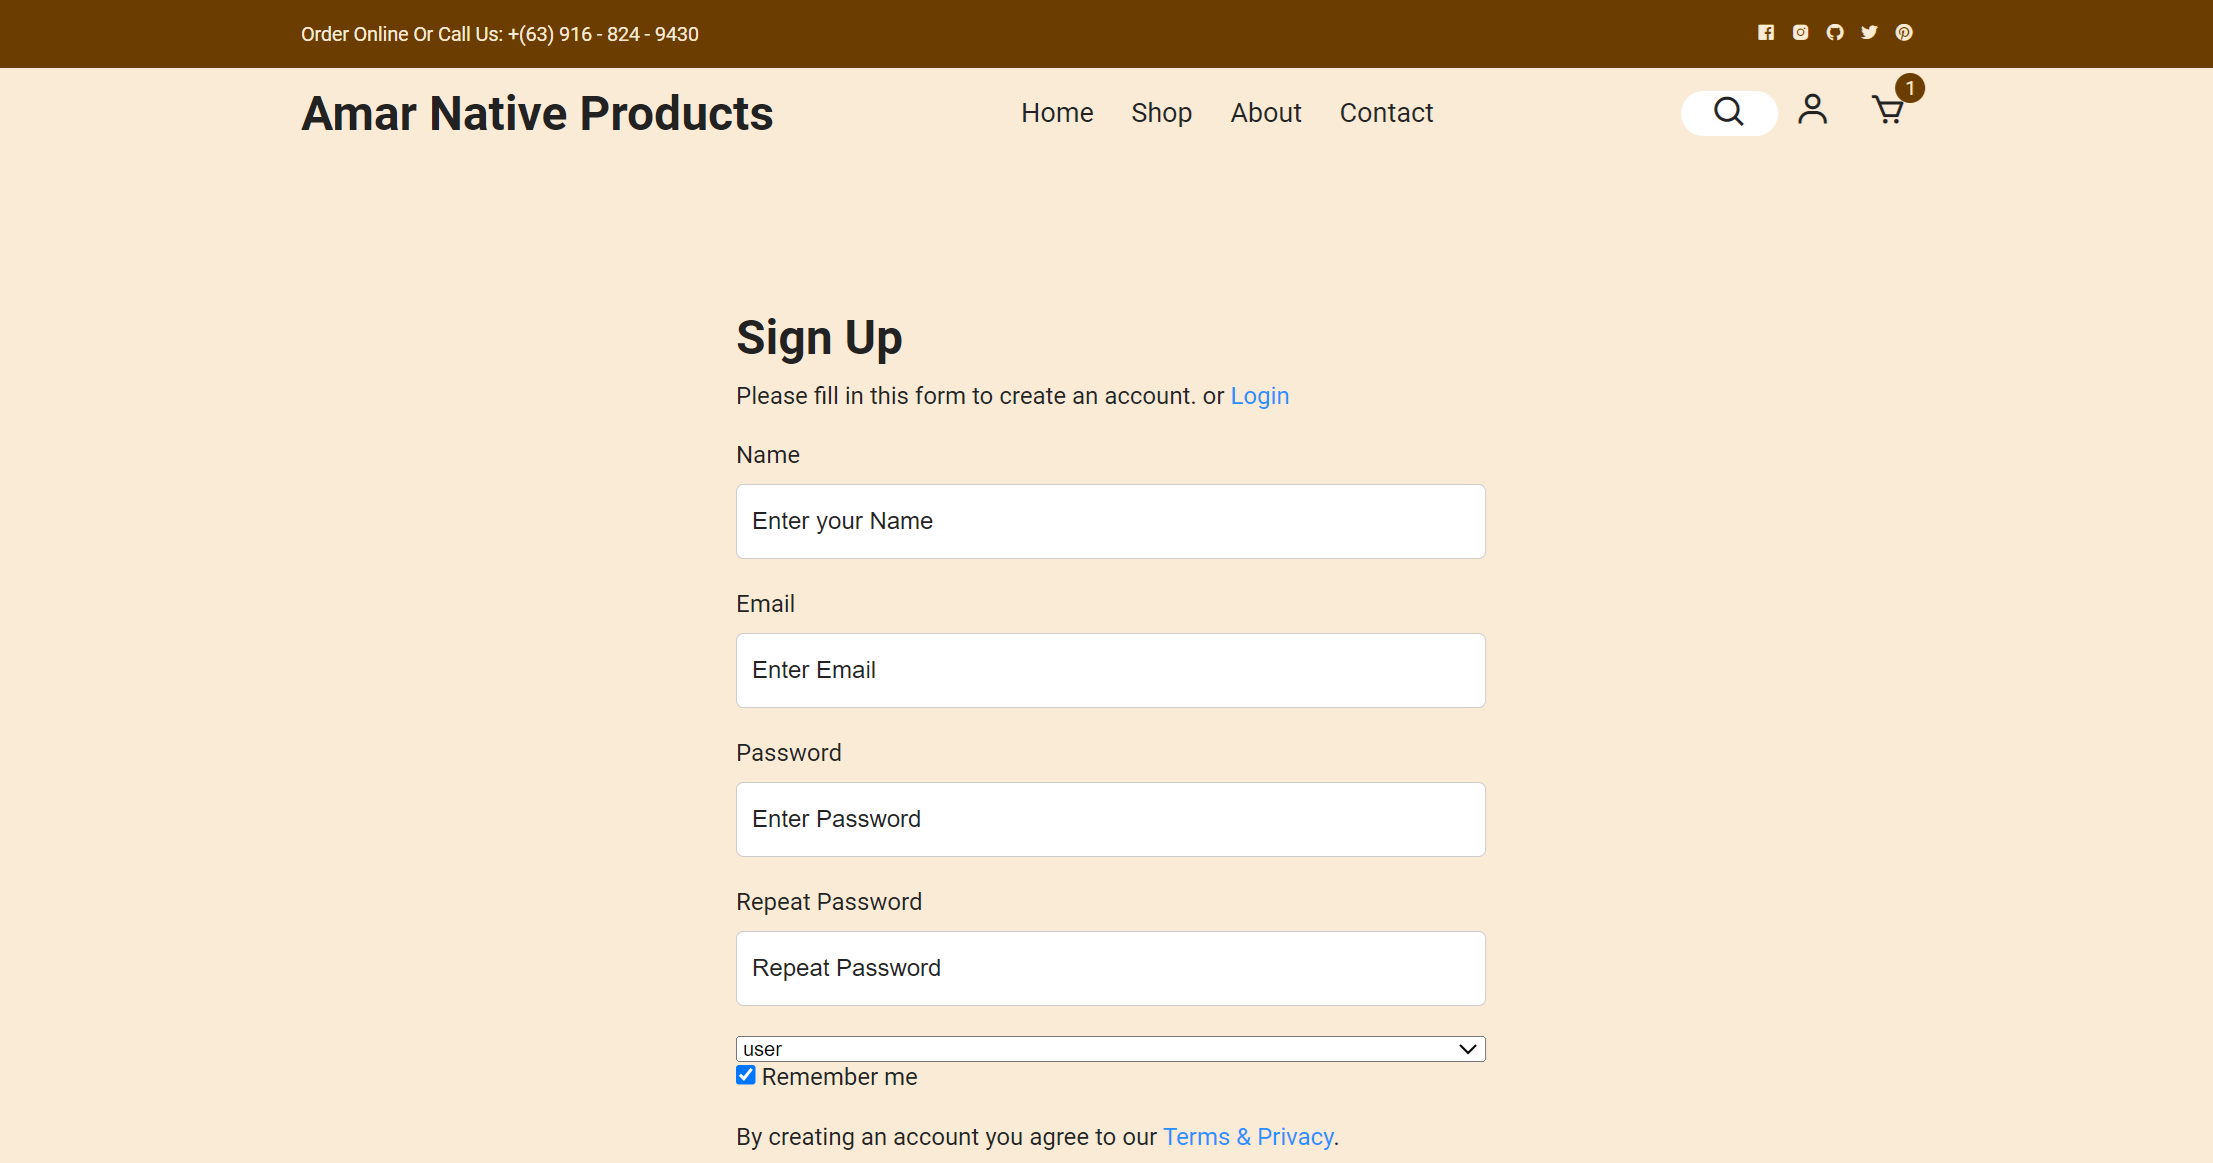 Order Online Or Call Us: +(63) 916 - 824 - 9430
Amar Native Products
Home Shop About Contact
1
Sign Up
Please fill in this form to create an account. or Login
Name
Enter your Name
Email
Enter Email
Password
Enter Password
Repeat Password
Repeat Password
user
Remember me
By creating an account you agree to our Terms & Privacy.